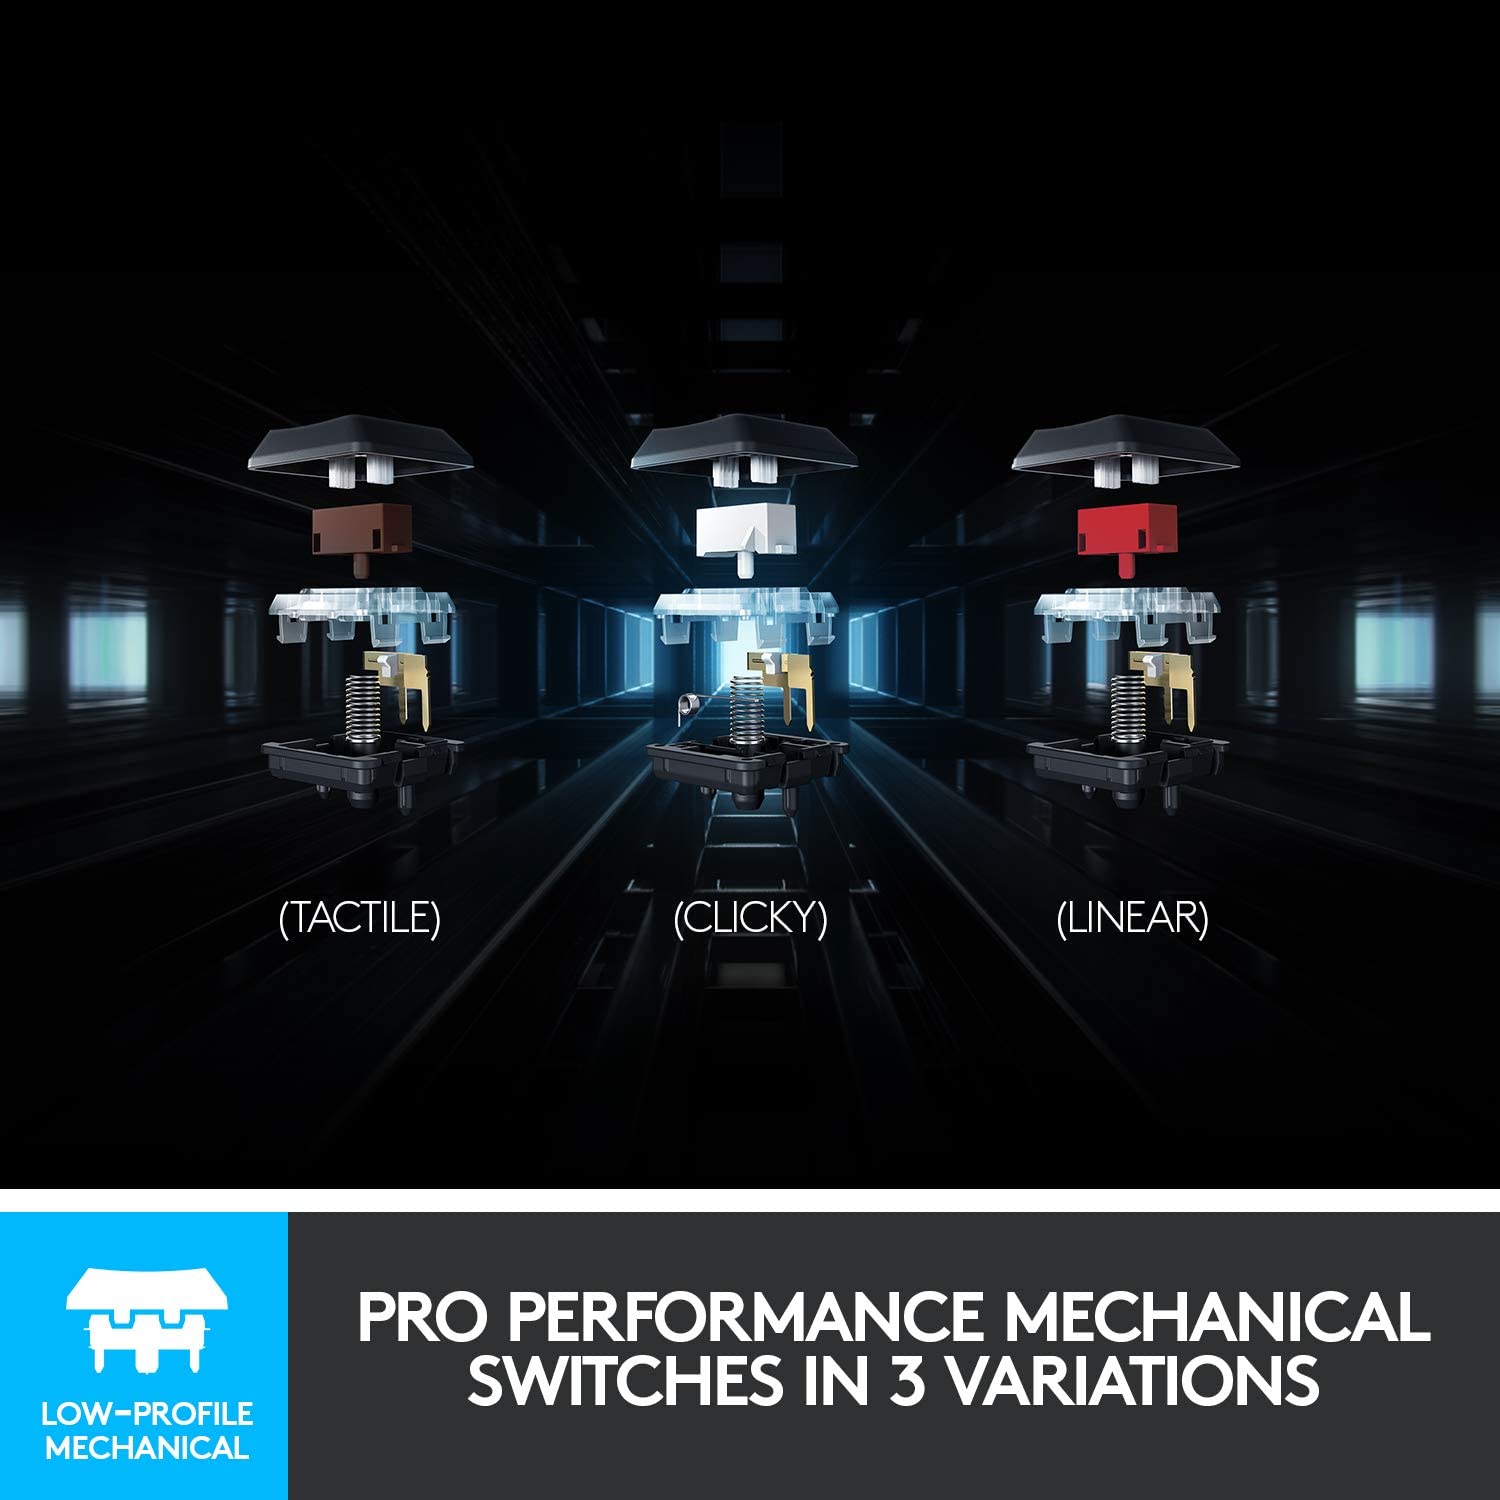 (TACTILE)
(CLICKY)
(LINEAR)
LOW-PROFILE
MECHANICAL
PRO PERFORMANCE MECHANICAL
SWITCHES IN 3 VARIATIONS